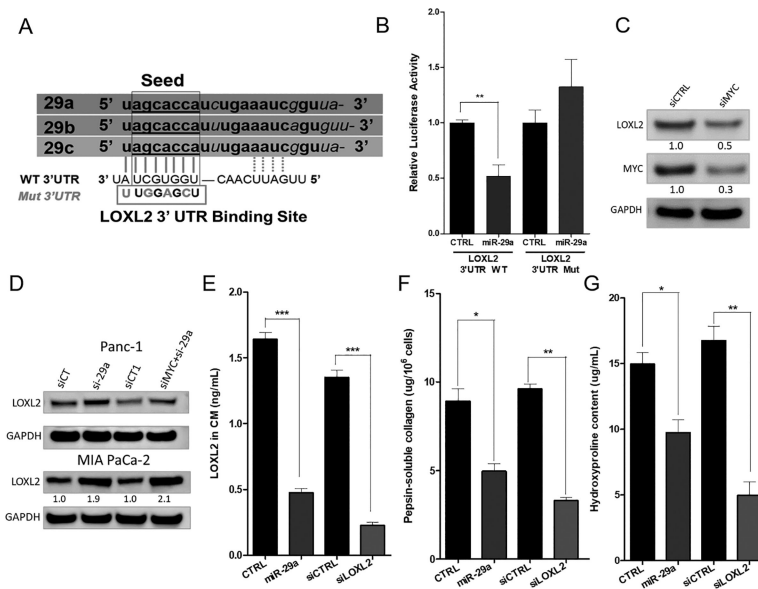 A
Seed
29a 5’ uagcaccaucugaaaucgguua- 3’
29b 5’ uagcaccaucugaaaucaguguu- 3’
29c 5’ uagcaccaucugaaaucgguua- 3’
WT 3’UTR 3’ UAUCGUGGU — CAACUUAGUU 5’
Mut 3’UTR U UGGAGCU
LOXL2 3’ UTR Binding Site
B
Relative Luciferase Activity
2.0
1.5
1.0
0.5
0.0
**
CTRL miR-29a CTRL miR-29a
LOXL2 LOXL2
3'UTR WT 3'UTR Mut
C
siCTRL siMYC
LOXL2
1.0 0.5
MYC
1.0 0.3
GAPDH
D
Panc-1
siCT si-29a siCT1 siMYC+si-29a
LOXL2
GAPDH
MIA PaCa-2
LOXL2
1.0 1.9 1.0 2.1
GAPDH
E
LOXL2 in CM (ng/mL)
2.0
1.5
1.0
0.5
0.0
***
***
CTRL miR-29a siCTRL siLOXL2
F
Pepsin-soluble collagen (ug/10⁶ cells)
15
10
5
0
*
**
CTRL miR-29a siCTRL siLOXL2
G
Hydroxyproline content (ug/mL)
20
15
10
5
0
*
**
CTRL miR-29a siCTRL siLOXL2